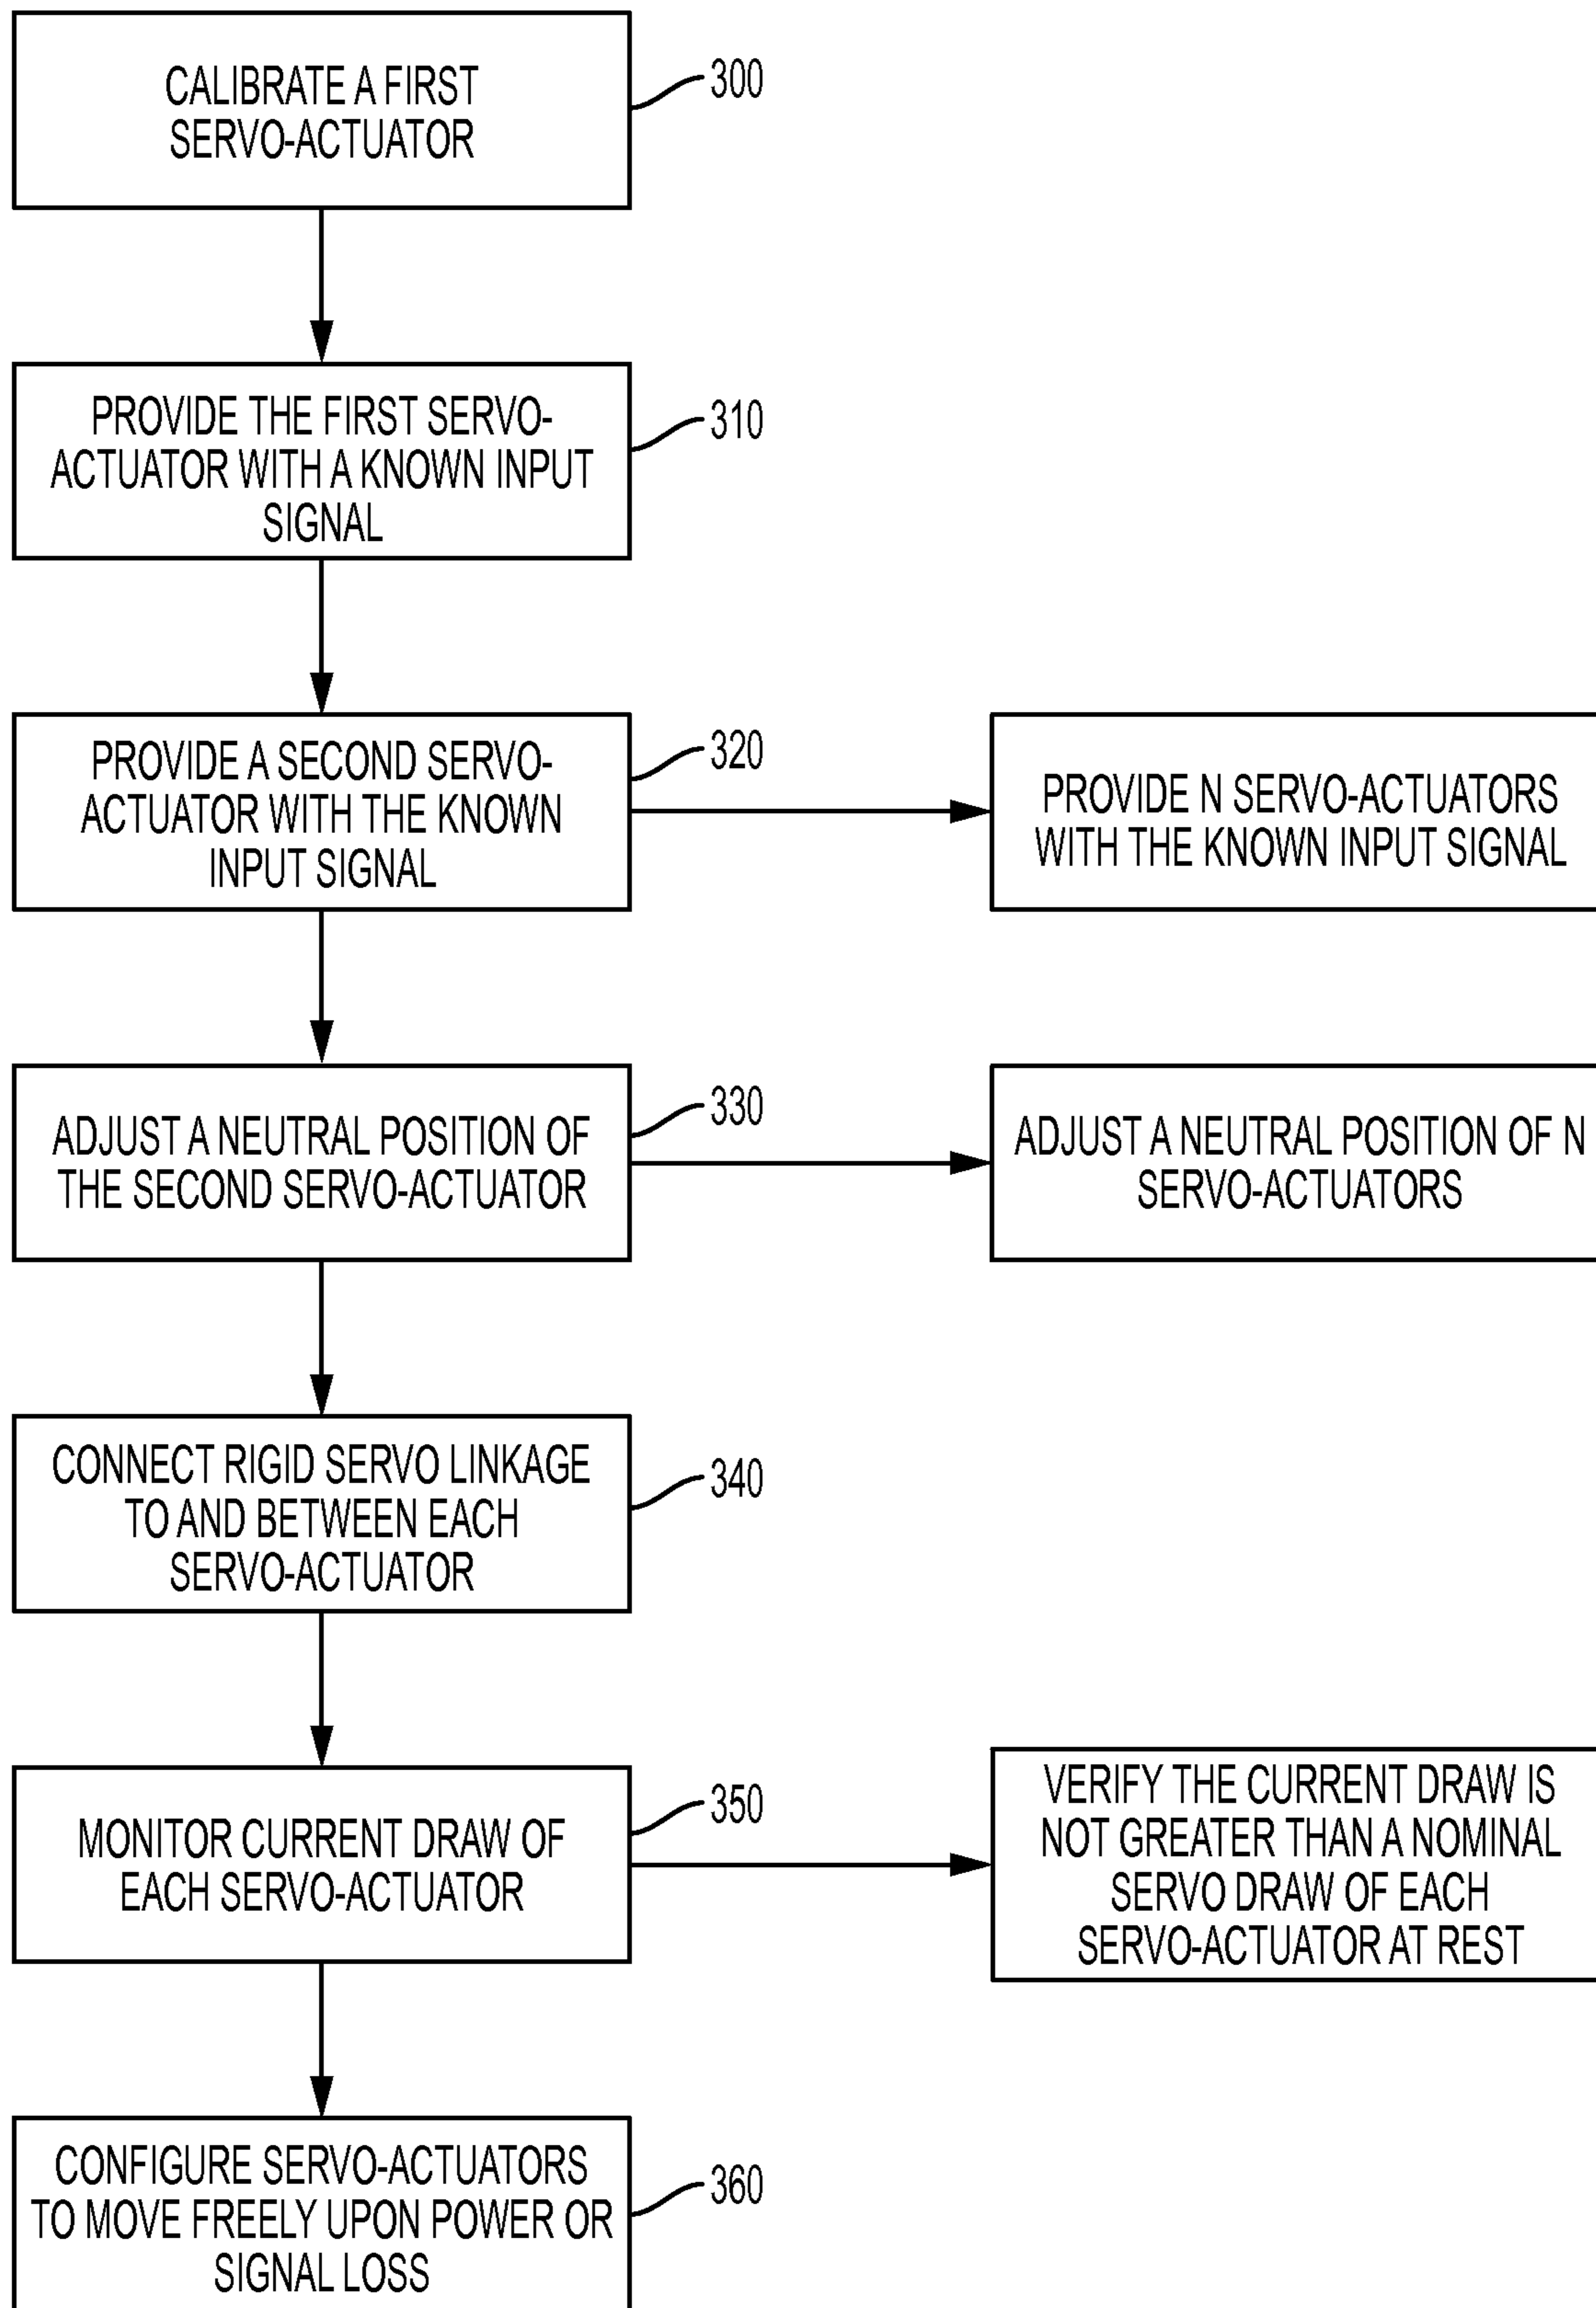 CALIBRATE A FIRST
SERVO-ACTUATOR
300
PROVIDE THE FIRST SERVO-
ACTUATOR WITH A KNOWN INPUT
SIGNAL
310
PROVIDE A SECOND SERVO-
ACTUATOR WITH THE KNOWN
INPUT SIGNAL
320
PROVIDE N SERVO-ACTUATORS
WITH THE KNOWN INPUT SIGNAL
ADJUST A NEUTRAL POSITION OF
THE SECOND SERVO-ACTUATOR
330
ADJUST A NEUTRAL POSITION OF N
SERVO-ACTUATORS
CONNECT RIGID SERVO LINKAGE
TO AND BETWEEN EACH
SERVO-ACTUATOR
340
MONITOR CURRENT DRAW OF
EACH SERVO-ACTUATOR
350
VERIFY THE CURRENT DRAW IS
NOT GREATER THAN A NOMINAL
SERVO DRAW OF EACH
SERVO-ACTUATOR AT REST
CONFIGURE SERVO-ACTUATORS
TO MOVE FREELY UPON POWER OR
SIGNAL LOSS
360